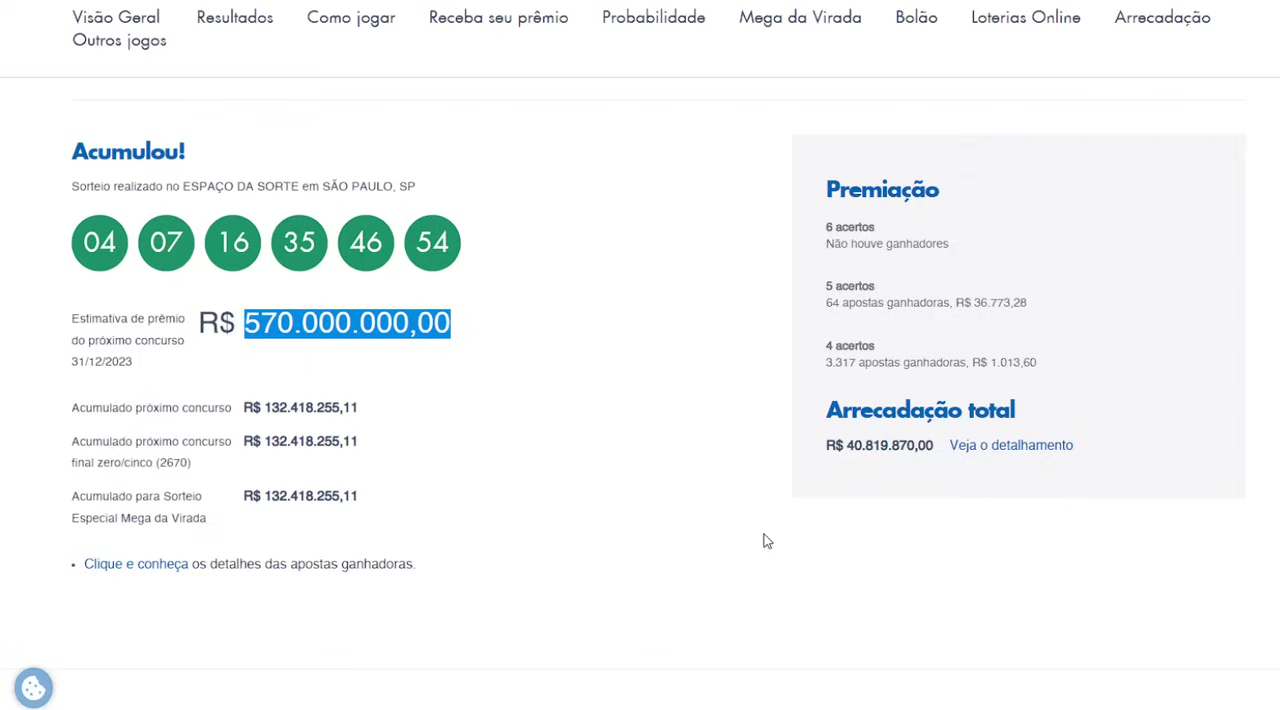 Visão Geral Resultados Como jogar Receba seu prêmio Probabilidade Mega da Virada Bolão Loterias Online Arrecadação
Outros jogos
Acumulou!
Sorteio realizado no ESPAÇO DA SORTE em SÃO PAULO, SP
04 07 16 35 46 54
Estimativa de prêmio
do próximo concurso
31/12/2023
R$ 570.000.000,00
Acumulado próximo concurso R$ 132.418.255,11
Acumulado próximo concurso R$ 132.418.255,11
final zero/cinco (2670)
Acumulado para Sorteio R$ 132.418.255,11
Especial Mega da Virada
• Clique e conheça os detalhes das apostas ganhadoras.
Premiação
6 acertos
Não houve ganhadores
5 acertos
64 apostas ganhadoras, R$ 36.773,28
4 acertos
3.317 apostas ganhadoras, R$ 1.013,60
Arrecadação total
R$ 40.819.870,00 Veja o detalhamento